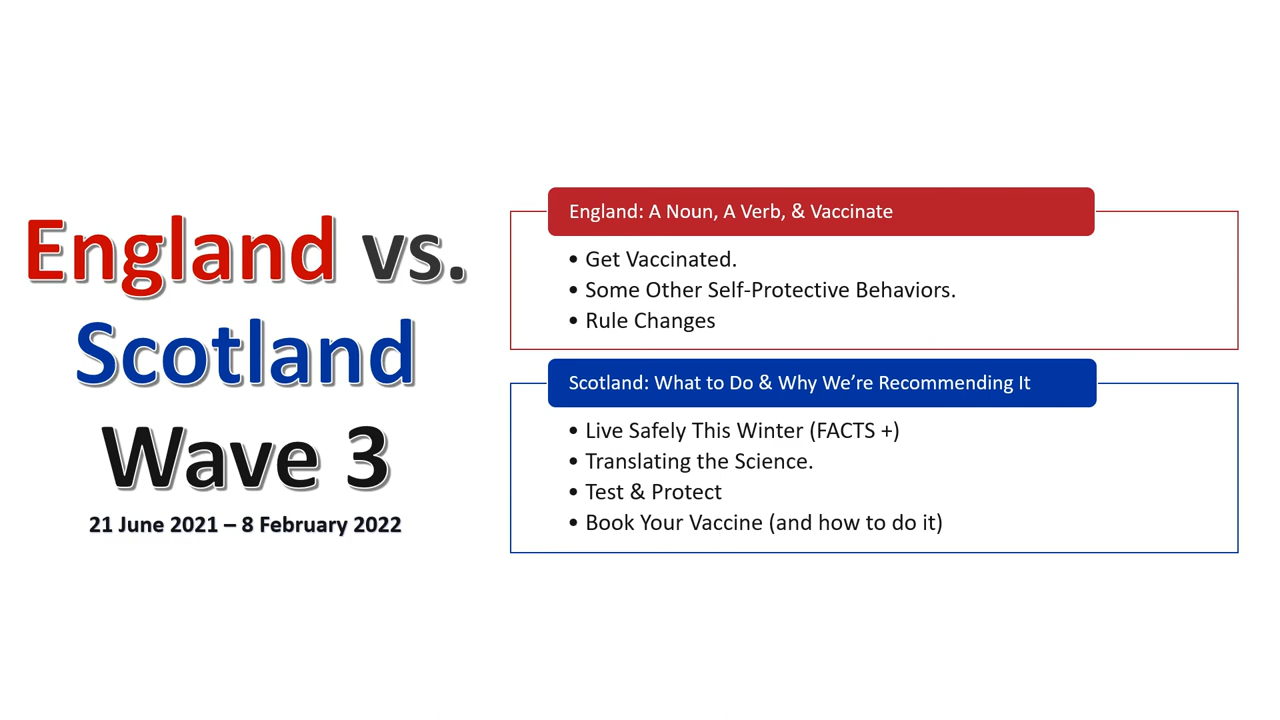 England vs.
Scotland
Wave 3
21 June 2021 – 8 February 2022
England: A Noun, A Verb, & Vaccinate
• Get Vaccinated.
• Some Other Self-Protective Behaviors.
• Rule Changes
Scotland: What to Do & Why We’re Recommending It
• Live Safely This Winter (FACTS +)
• Translating the Science.
• Test & Protect
• Book Your Vaccine (and how to do it)